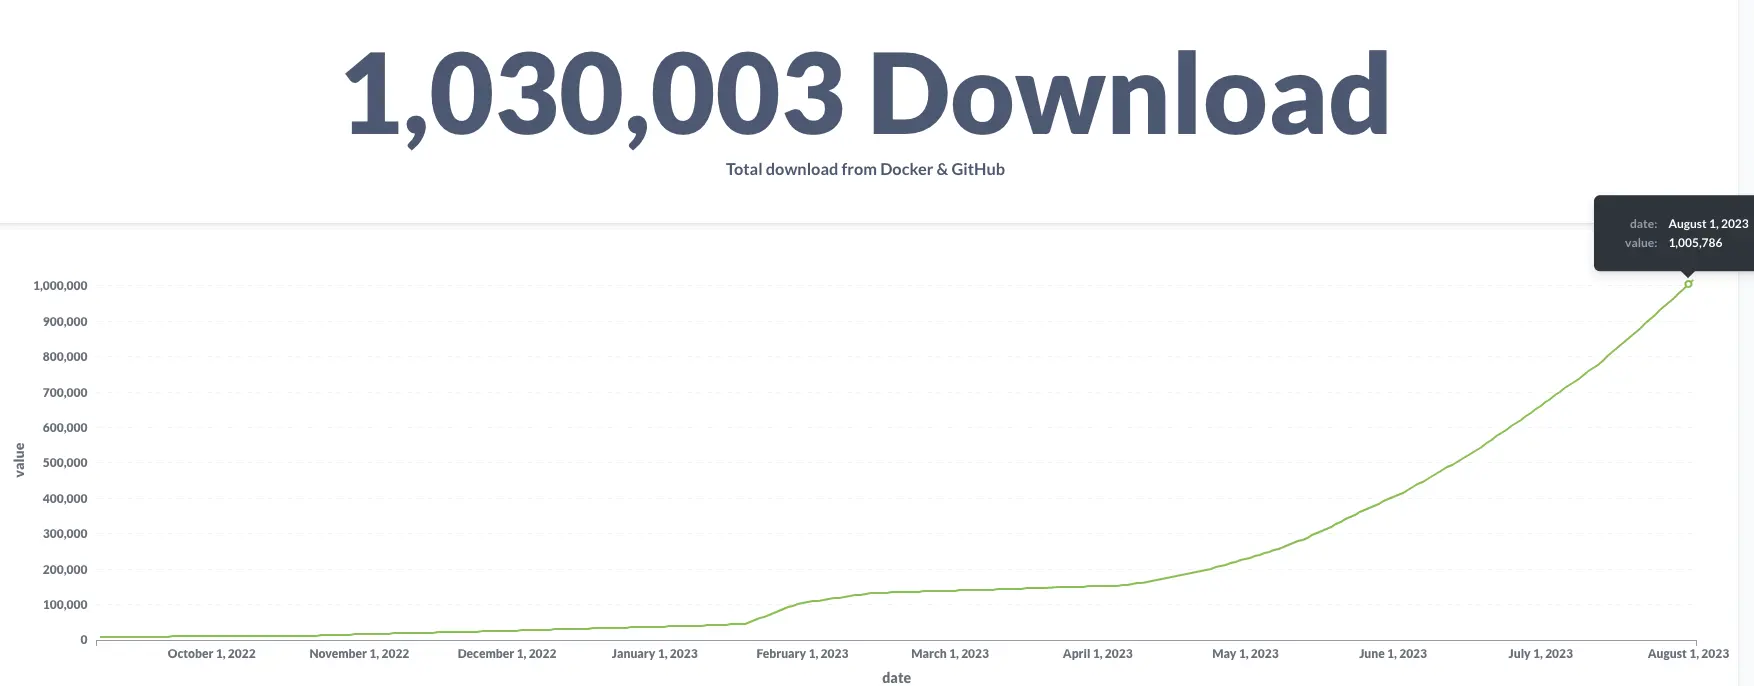 1,030,003 Download
Total download from Docker & GitHub
date: August 1, 2023
value: 1,005,786
1,000,000
900,000
800,000
700,000
600,000
500,000
400,000
300,000
200,000
100,000
0
value
October 1, 2022 November 1, 2022 December 1, 2022 January 1, 2023 February 1, 2023 March 1, 2023 April 1, 2023 May 1, 2023 June 1, 2023 July 1, 2023 August 1, 2023
date